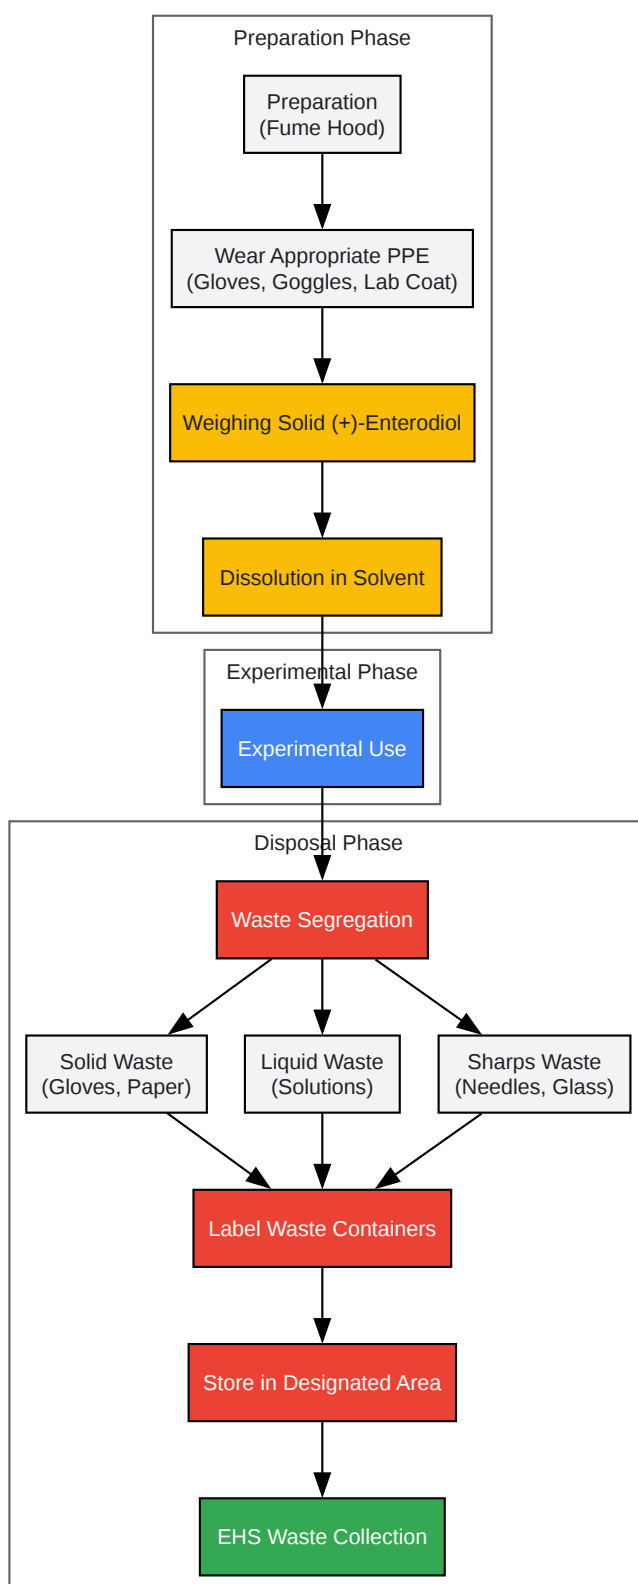 Preparation Phase
Preparation
(Fume Hood)
Wear Appropriate PPE
(Gloves, Goggles, Lab Coat)
Weighing Solid (+)-Enterodiol
Dissolution in Solvent
Experimental Phase
Experimental Use
Disposal Phase
Waste Segregation
Solid Waste
(Gloves, Paper)
Liquid Waste
(Solutions)
Sharps Waste
(Needles, Glass)
Label Waste Containers
Store in Designated Area
EHS Waste Collection